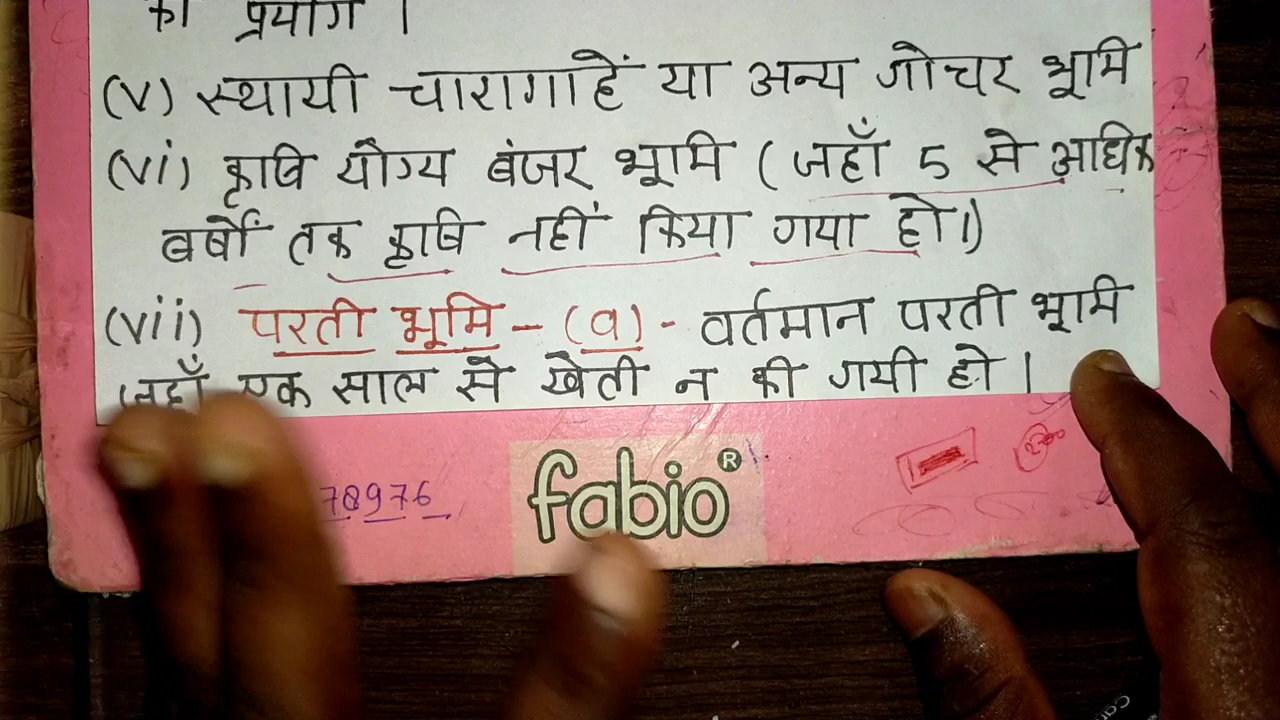 का प्रयोग ।
(v) स्थायी चारागाहें या अन्य गोचर भूमि
(vi) कृषि योग्य बंजर भूमि ( जहाँ 5 से अधिक
वर्षों तक कृषि नहीं किया गया हो।)
(vii) परती भूमि - (a) - वर्तमान परती भूमि
जहाँ एक साल से खेती न की गयी हो ।
78976
fabio®